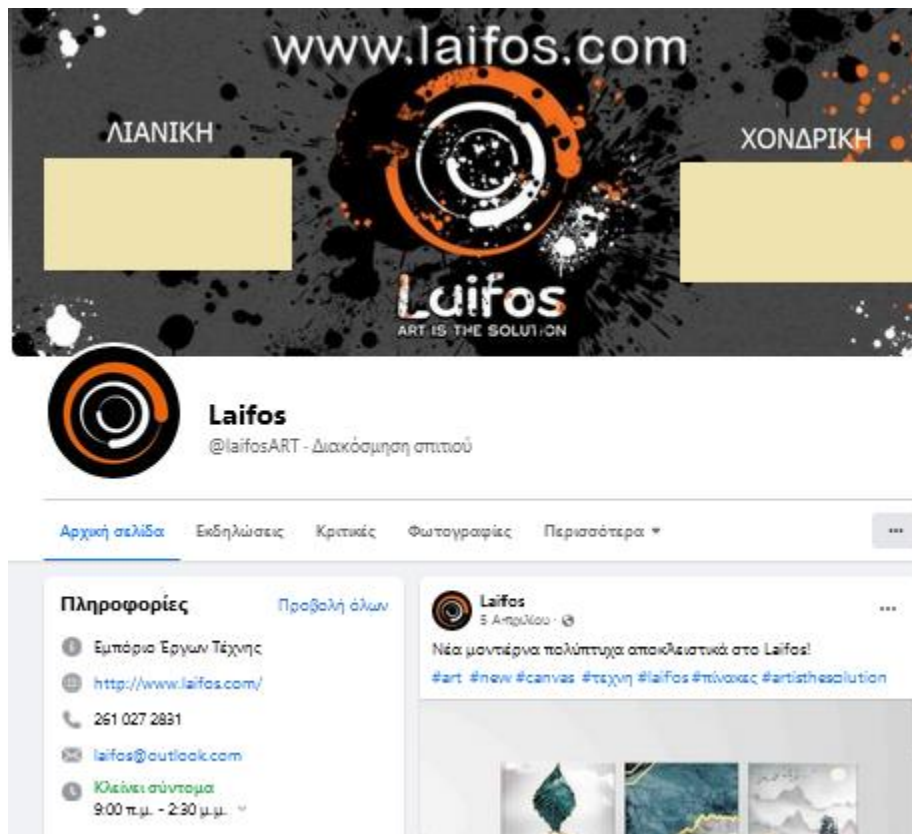 www.laifos.com
ΛΙΑΝΙΚΗ
ΧΟΝΔΡΙΚΗ
Laifos
ART IS THE SOLUTION
Laifos
@laifosART - Διακόσμηση σπιτιού
Αρχική σελίδα Εκδηλώσεις Κριτικές Φωτογραφίες Περισσότερα
Πληροφορίες Προβολή όλων
Εμπόριο Έργων Τέχνης
http://www.laifos.com/
261 027 2831
laifos@outlook.com
Κλείνει σύντομα
9:00 π.μ. - 2:30 μ.μ.
Laifos
5 Απριλίου
Νέα μοντέρνα πολύπτυχα αποκλειστικά στο Laifos!
#art #new #canvas #τεχνη #laifos #πίνακες #artisthesolution